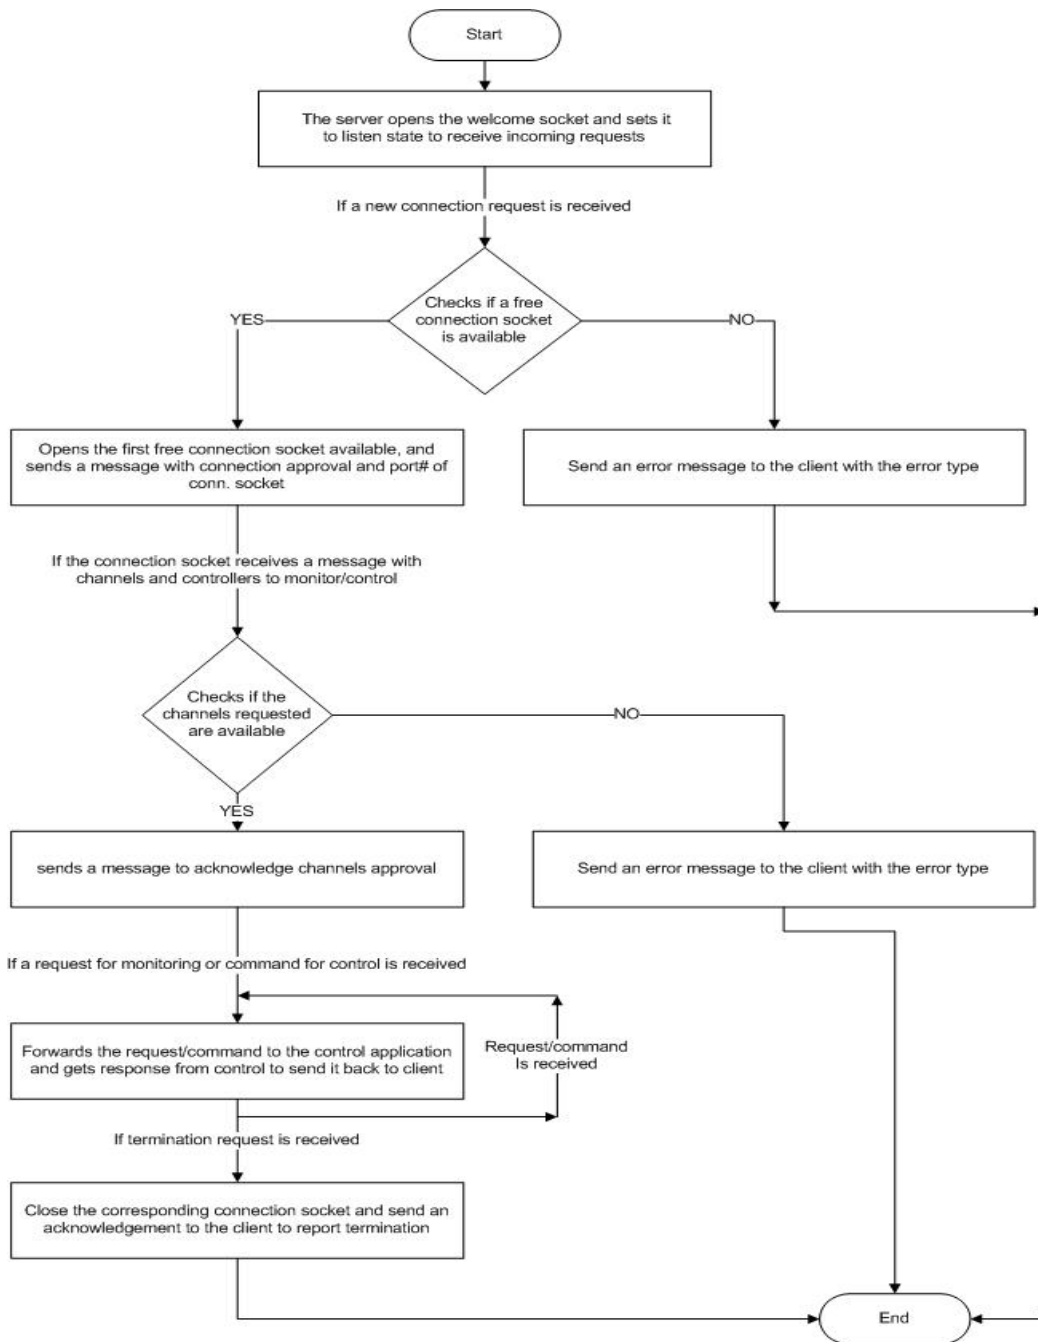 Start
The server opens the welcome socket and sets it
to listen state to receive incoming requests
If a new connection request is received
Checks if a free
connection socket
is available
YES
NO
Opens the first free connection socket available, and
sends a message with connection approval and port# of
conn. socket
Send an error message to the client with the error type
If the connection socket receives a message with
channels and controllers to monitor/control
Checks if the
channels requested
are available
NO
YES
sends a message to acknowledge channels approval
Send an error message to the client with the error type
If a request for monitoring or command for control is received
Forwards the request/command to the control application
and gets response from control to send it back to client
Request/command
Is received
If termination request is received
Close the corresponding connection socket and send an
acknowledgement to the client to report termination
End